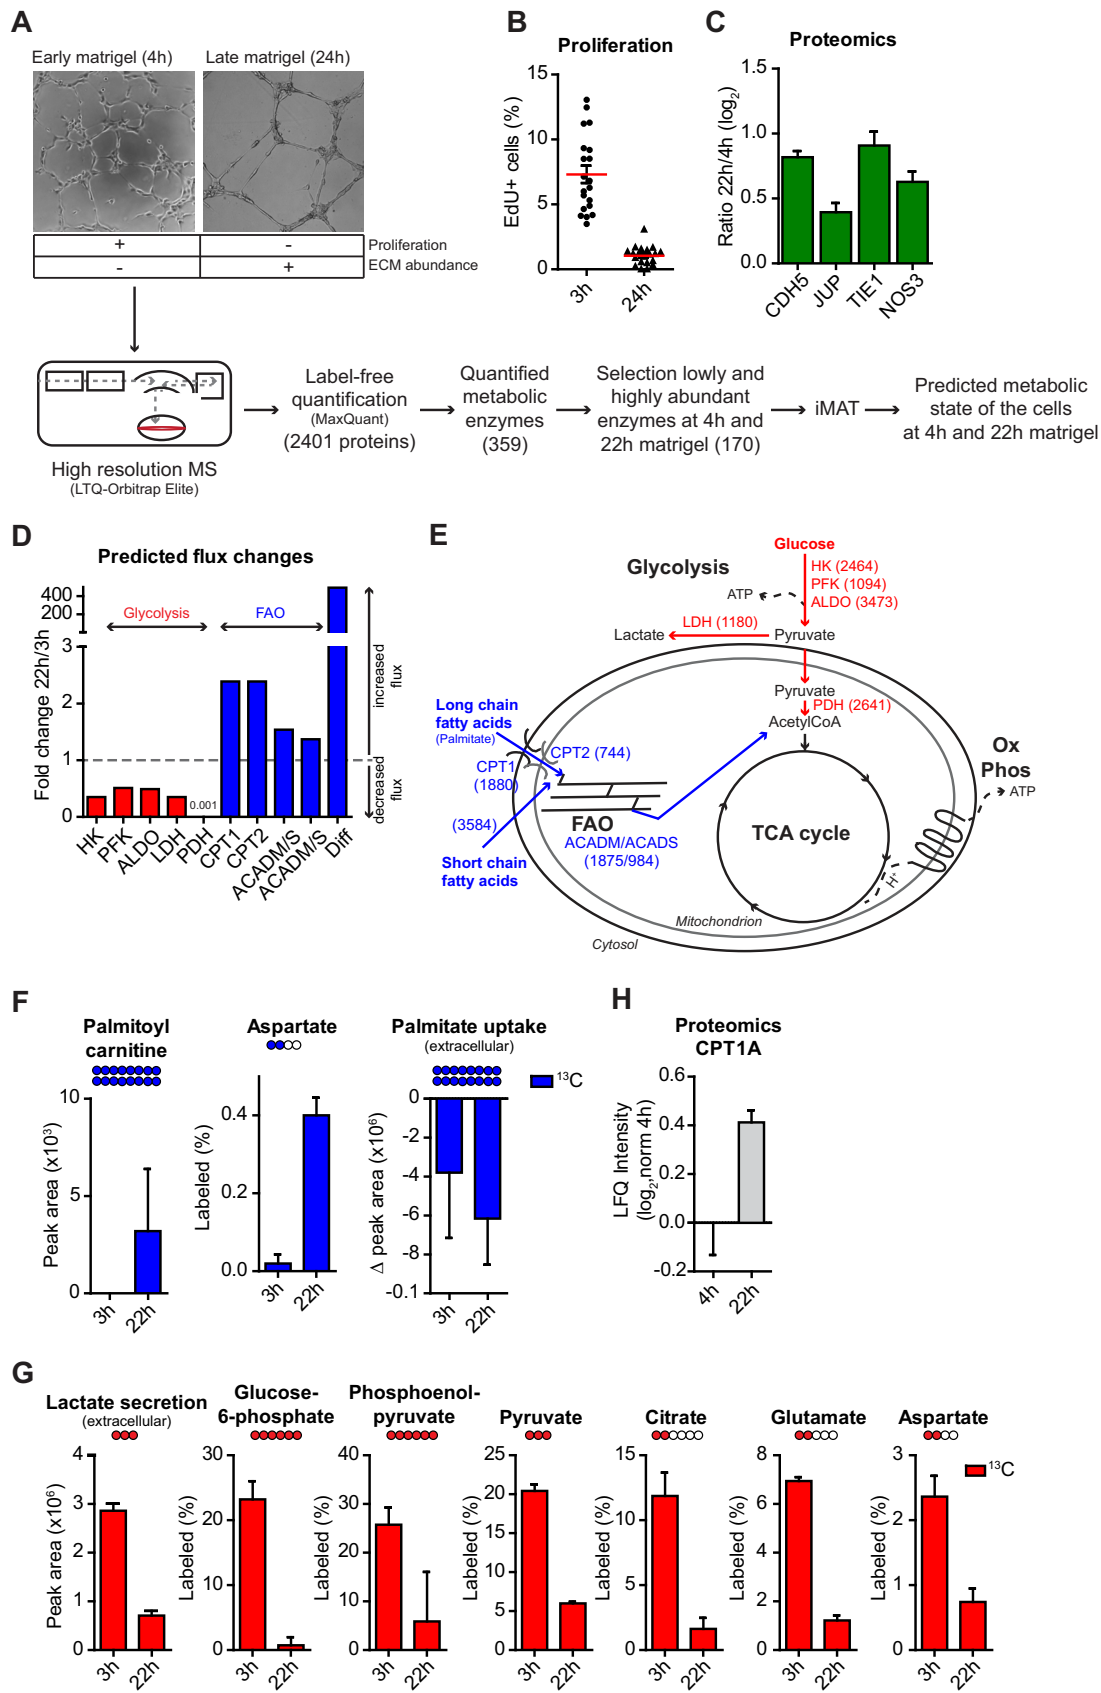 A
Early matrigel (4h)
Late matrigel (24h)
+
-
Proliferation
-
+
ECM abundance
B
Proliferation
EdU+ cells (%)
15
10
5
0
3h
24h
C
Proteomics
Ratio 22h/4h (log2)
1.5
1.0
0.5
0.0
CDH5
JUP
TIE1
NOS3
High resolution MS
(LTQ-Orbitrap Elite)
Label-free
quantification
(MaxQuant)
(2401 proteins)
Quantified
metabolic
enzymes
(359)
Selection lowly and
highly abundant
enzymes at 4h and
22h matrigel (170)
iMAT
Predicted metabolic
state of the cells
at 4h and 22h matrigel
D
Predicted flux changes
Fold change 22h/3h
400
200
3
2
1
0
Glycolysis
FAO
0.001
increased
flux
decreased
flux
HK
PFK
ALDO
LDH
PDH
CPT1
CPT2
ACADM/S
ACADM/S
Diff
E
Glucose
Glycolysis
HK (2464)
PFK (1094)
ALDO (3473)
ATP
LDH (1180)
Lactate
Pyruvate
Pyruvate
PDH (2641)
AcetylCoA
Long chain
fatty acids
(Palmitate)
CPT2 (744)
CPT1
(1880)
Ox
Phos
ATP
(3584)
FAO
ACADM/ACADS
(1875/984)
TCA cycle
Short chain
fatty acids
H+
Mitochondrion
Cytosol
F
Palmitoyl
carnitine
Peak area (x10³)
10
5
0
3h
22h
Aspartate
Labeled (%)
0.4
0.2
0.0
3h
22h
Palmitate uptake
(extracellular)
13C
Δ peak area (x10⁶)
0
-2
-4
-6
-8
-0.1
3h
22h
H
Proteomics
CPT1A
LFQ Intensity
(log2,norm 4h)
0.6
0.4
0.2
0.0
-0.2
4h
22h
G
Lactate secretion
(extracellular)
Peak area (x10⁶)
4
3
2
1
0
3h
22h
Glucose-
6-phosphate
Labeled (%)
30
20
10
0
3h
22h
Phosphoenol-
pyruvate
Labeled (%)
40
30
20
10
0
3h
22h
Pyruvate
Labeled (%)
25
20
15
10
5
0
3h
22h
Citrate
Labeled (%)
15
10
5
0
3h
22h
Glutamate
Labeled (%)
8
6
4
2
0
3h
22h
Aspartate
13C
Labeled (%)
3
2
1
0
3h
22h